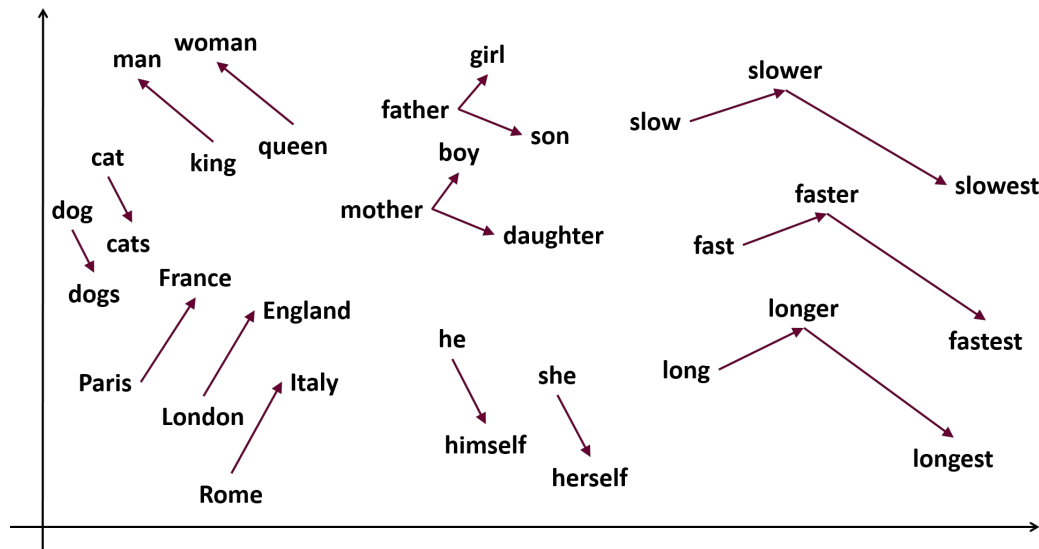 man
woman
king
queen
cat
cats
dog
dogs
France
Paris
England
London
Italy
Rome
girl
father
son
boy
mother
daughter
he
himself
she
herself
slower
slow
slowest
faster
fast
fastest
longer
long
longest